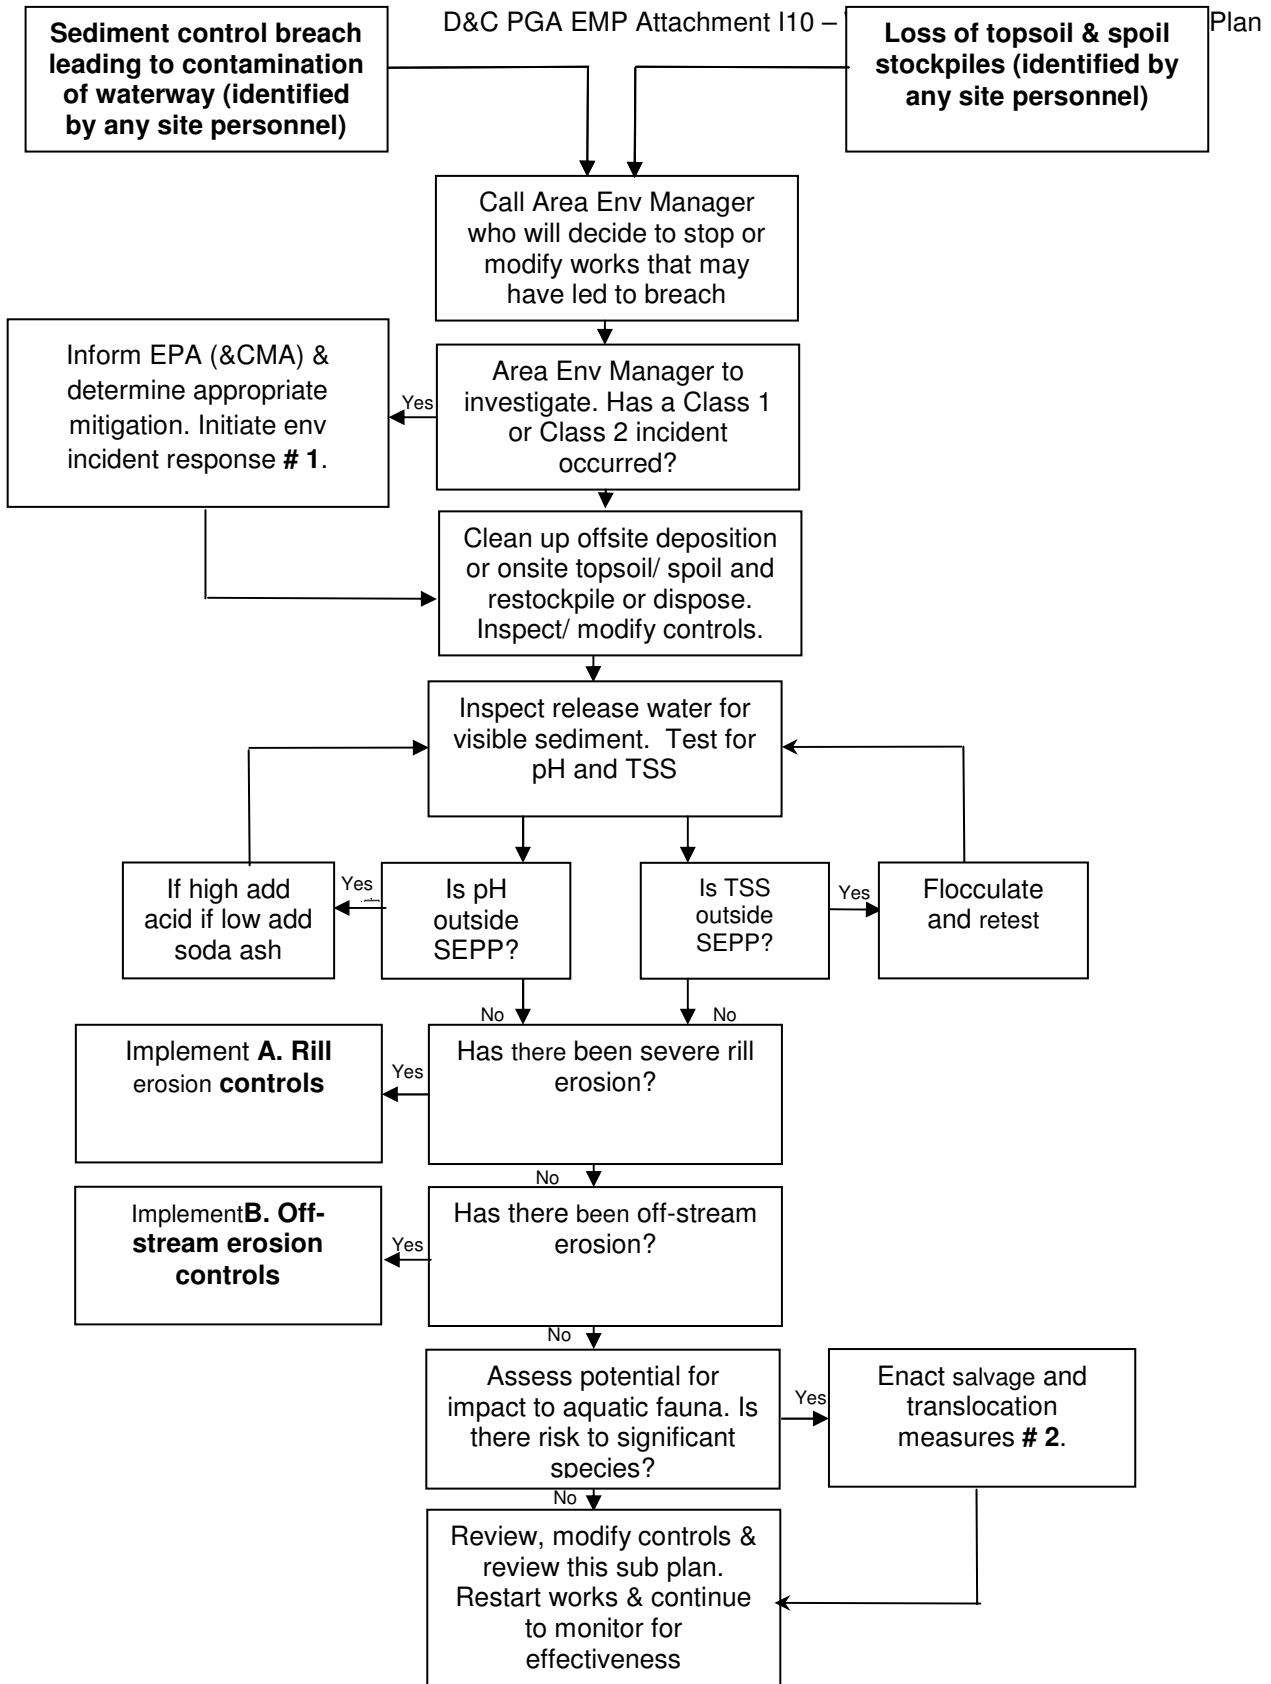 D&C PGA EMP Attachment I10 –
Plan
Sediment control breach
leading to contamination
of waterway (identified
by any site personnel)
Loss of topsoil & spoil
stockpiles (identified by
any site personnel)
Call Area Env Manager
who will decide to stop or
modify works that may
have led to breach
Inform EPA (&CMA) &
determine appropriate
mitigation. Initiate env
incident response # 1.
Yes
Area Env Manager to
investigate. Has a Class 1
or Class 2 incident
occurred?
Clean up offsite deposition
or onsite topsoil/ spoil and
restockpile or dispose.
Inspect/ modify controls.
Inspect release water for
visible sediment. Test for
pH and TSS
If high add
acid if low add
soda ash
Yes
Is pH
outside
SEPP?
Is TSS
outside
SEPP?
Yes
Flocculate
and retest
No
No
Implement A. Rill
erosion controls
Yes
Has there been severe rill
erosion?
No
ImplementB. Off-
stream erosion
controls
Yes
Has there been off-stream
erosion?
No
Assess potential for
impact to aquatic fauna. Is
there risk to significant
species?
Yes
Enact salvage and
translocation
measures # 2.
No
Review, modify controls &
review this sub plan.
Restart works & continue
to monitor for
effectiveness